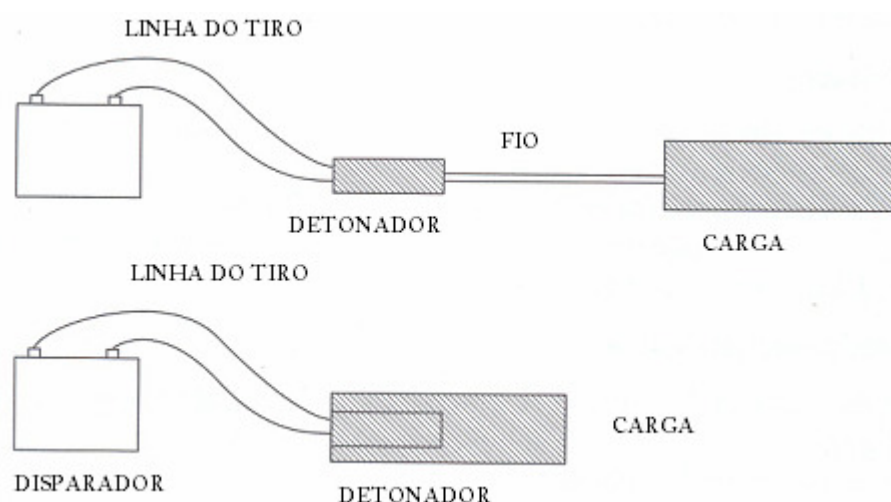 LINHA DO TIRO
FIO
DETONADOR
CARGA
LINHA DO TIRO
CARGA
DISPARADOR
DETONADOR